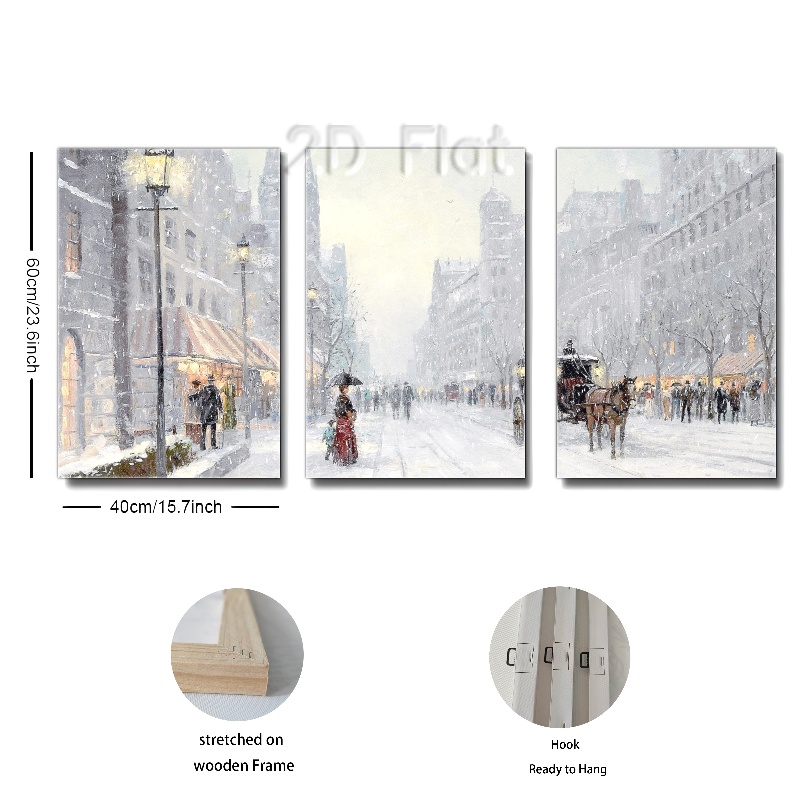 2D Flat
60cm/23.6inch
40cm/15.7inch
stretched on
wooden Frame
Hook
Ready to Hang